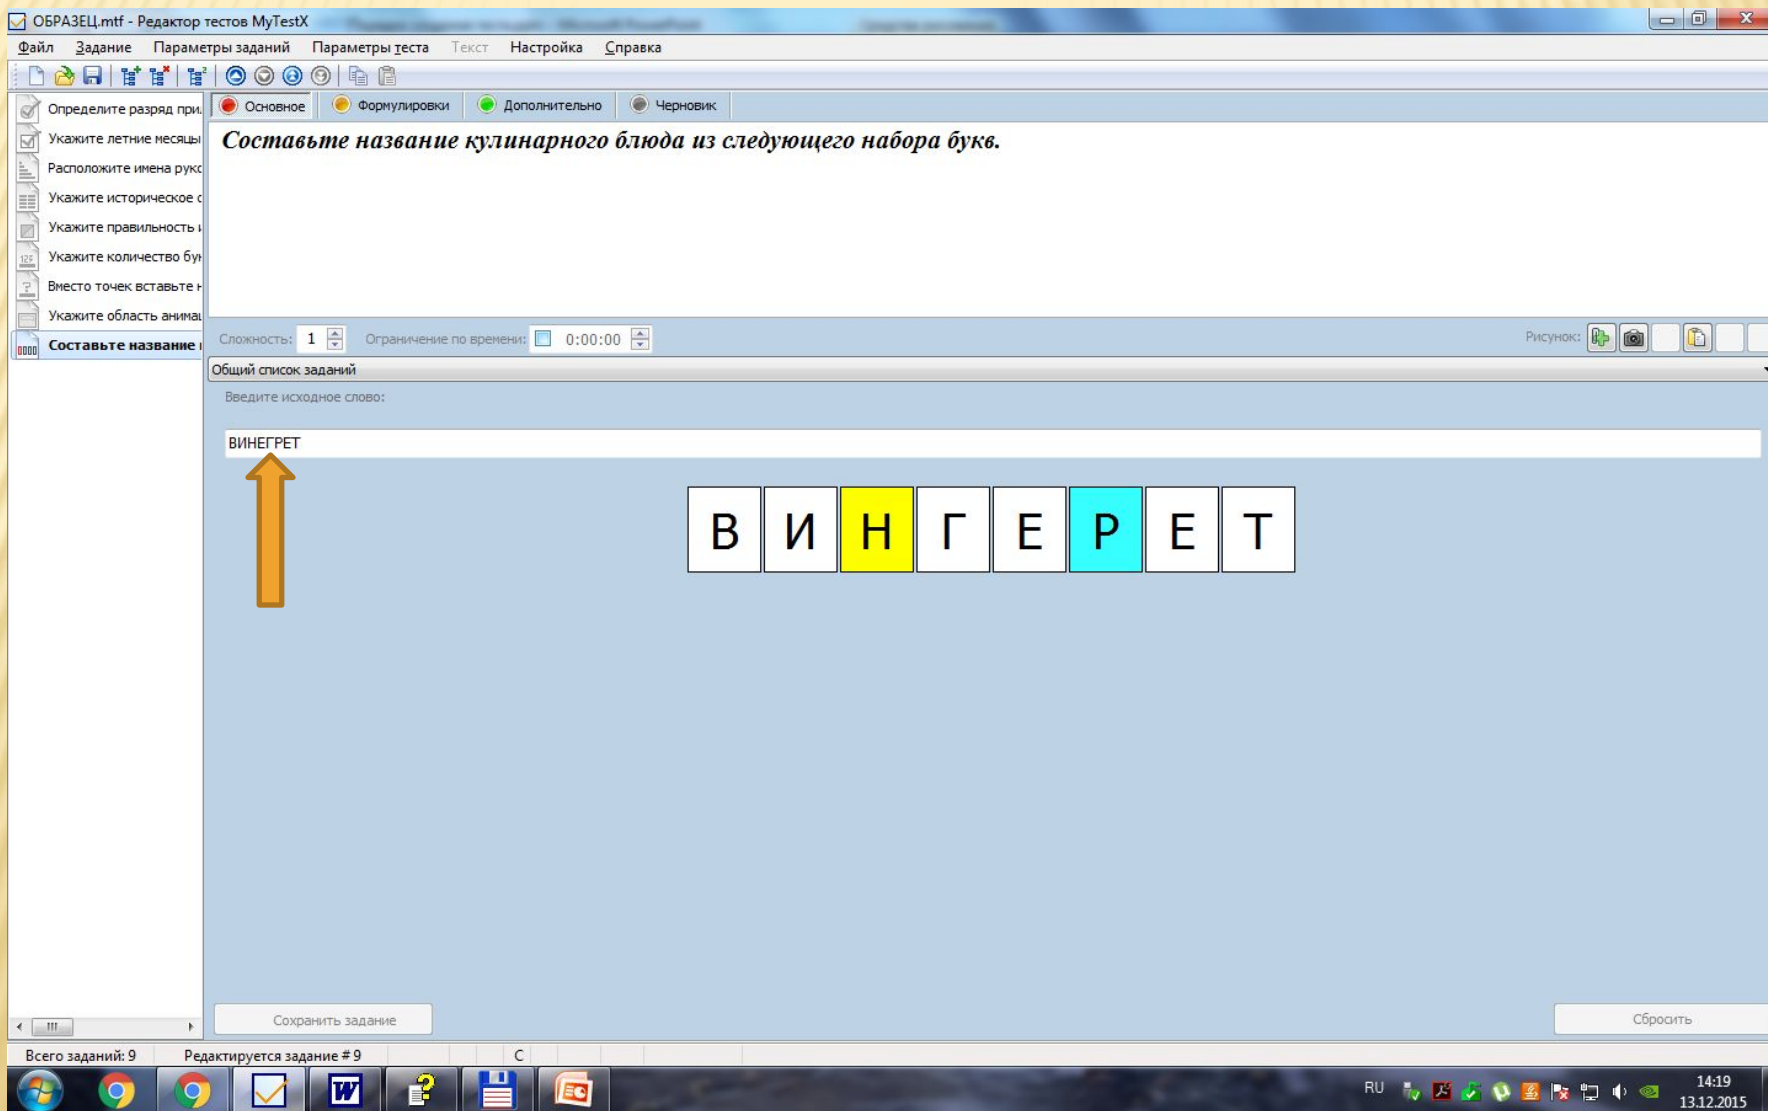 ОБРАЗЕЦ.mtf - Редактор тестов MyTestX
Файл Задание Параметры заданий Параметры теста Текст Настройка Справка
Определите разряд при
Укажите летние месяцы
Расположите имена руко
Укажите историческое с
Укажите правильность и
Укажите количество бук
Вместо точек вставьте н
Укажите область анимац
Составьте название
Основное Формулировки Дополнительно Черновик
Составьте название кулинарного блюда из следующего набора букв.
Сложность: 1 Ограничение по времени: 0:00:00 Рисунок:
Общий список заданий
Введите исходное слово:
ВИНЕГРЕТ
В И Н Г Е Р Е Т
Сохранить задание Сбросить
Всего заданий: 9 Редактируется задание # 9 С
RU 14:19
13.12.2015